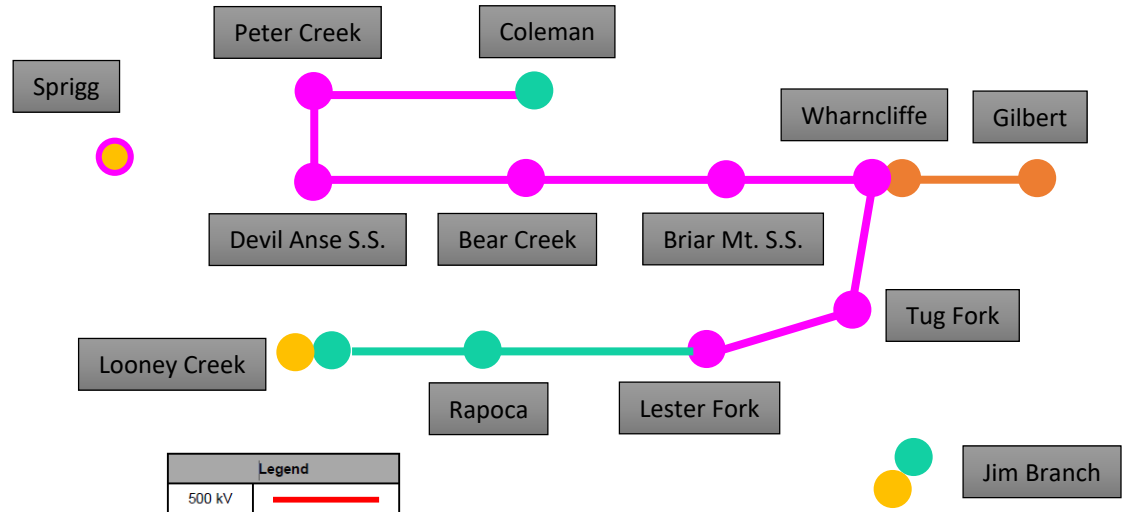 Peter Creek
Coleman
Sprigg
Wharncliffe
Gilbert
Devil Anse S.S.
Bear Creek
Briar Mt. S.S.
Tug Fork
Looney Creek
Rapoca
Lester Fork
Jim Branch
Legend
500 kV